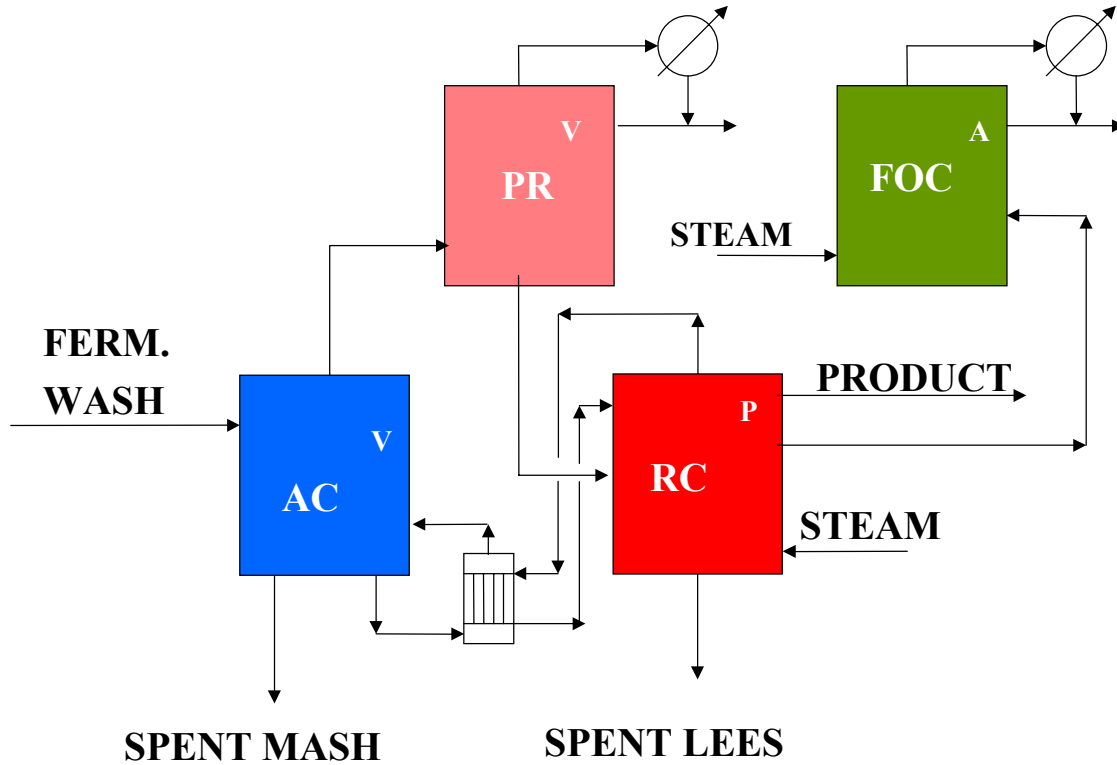 V
PR
A
FOC
STEAM
FERM.
WASH
V
AC
PRODUCT
P
RC
STEAM
SPENT MASH
SPENT LEES